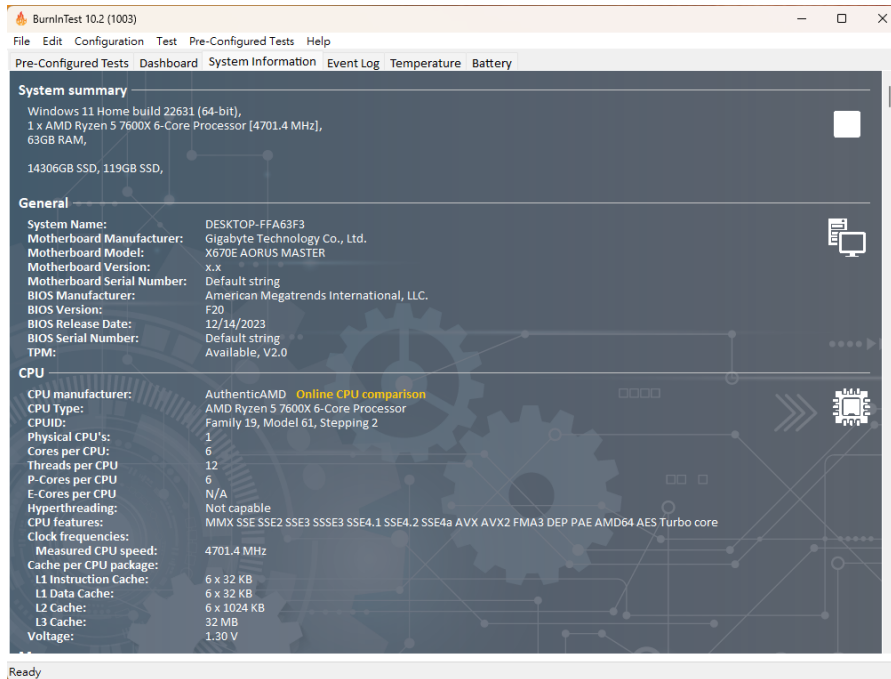 BurnInTest 10.2 (1003)
File Edit Configuration Test Pre-Configured Tests Help
Pre-Configured Tests Dashboard System Information Event Log Temperature Battery
System summary
Windows 11 Home build 22631 (64-bit),
1 x AMD Ryzen 5 7600X 6-Core Processor [4701.4 MHz],
63GB RAM,
14306GB SSD, 119GB SSD,
General
System Name: DESKTOP-FFA63F3
Motherboard Manufacturer: Gigabyte Technology Co., Ltd.
Motherboard Model: X670E AORUS MASTER
Motherboard Version: x.x
Motherboard Serial Number: Default string
BIOS Manufacturer: American Megatrends International, LLC.
BIOS Version: F20
BIOS Release Date: 12/14/2023
BIOS Serial Number: Default string
TPM: Available, V2.0
CPU
CPU manufacturer: AuthenticAMD Online CPU comparison
CPU Type: AMD Ryzen 5 7600X 6-Core Processor
CPUID: Family 19, Model 61, Stepping 2
Physical CPU's: 1
Cores per CPU: 6
Threads per CPU 12
P-Cores per CPU 6
E-Cores per CPU N/A
Hyperthreading: Not capable
CPU features: MMX SSE SSE2 SSE3 SSSE3 SSE4.1 SSE4.2 SSE4a AVX AVX2 FMA3 DEP PAE AMD64 AES Turbo core
Clock frequencies:
Measured CPU speed: 4701.4 MHz
Cache per CPU package:
L1 Instruction Cache: 6 x 32 KB
L1 Data Cache: 6 x 32 KB
L2 Cache: 6 x 1024 KB
L3 Cache: 32 MB
Voltage: 1.30 V
Ready